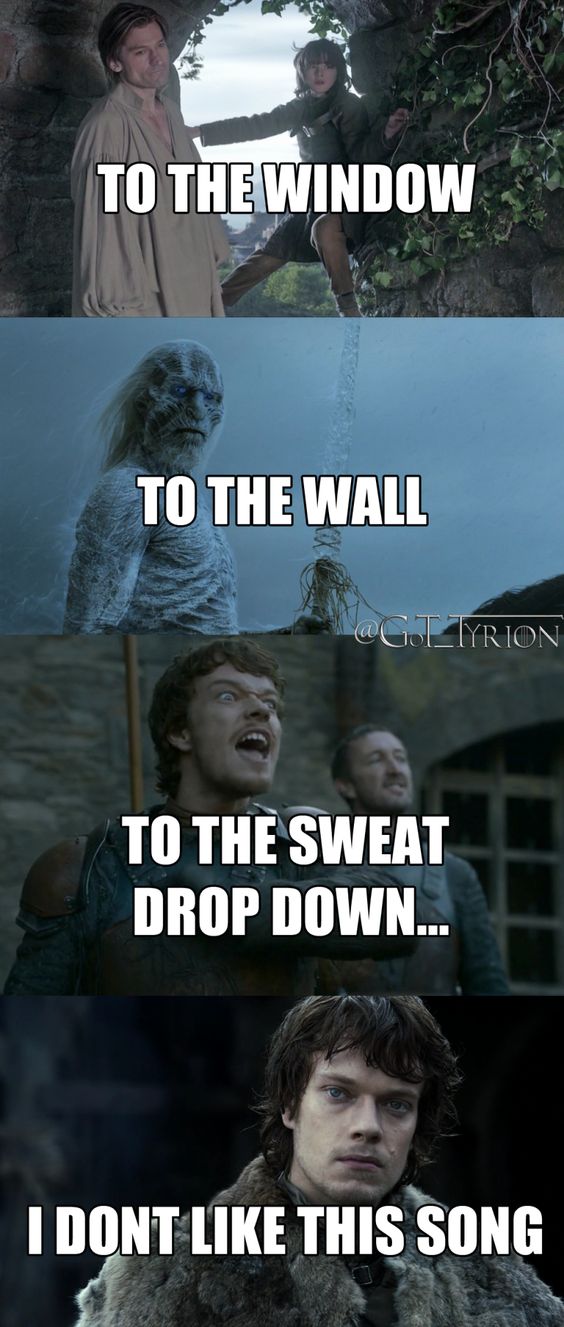 TO THE WINDOW
TO THE WALL
@GOT_TYRION
TO THE SWEAT
DROP DOWN...
I DONT LIKE THIS SONG